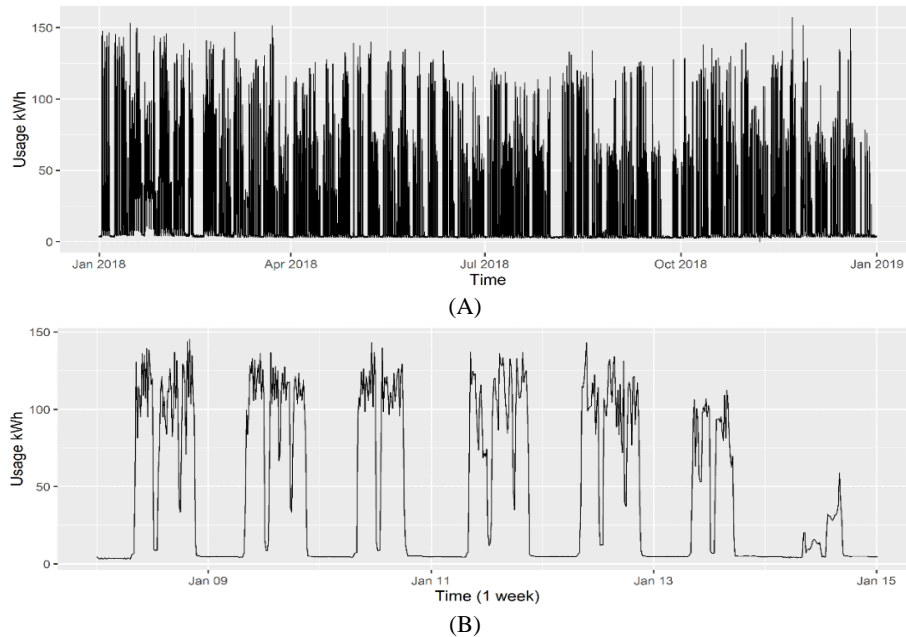 150
100
Usage kWh
50
0
Jan 2018 Apr 2018 Jul 2018 Oct 2018 Jan 2019
Time
(A)
150
100
Usage kWh
50
0
Jan 09 Jan 11 Jan 13 Jan 15
Time (1 week)
(B)